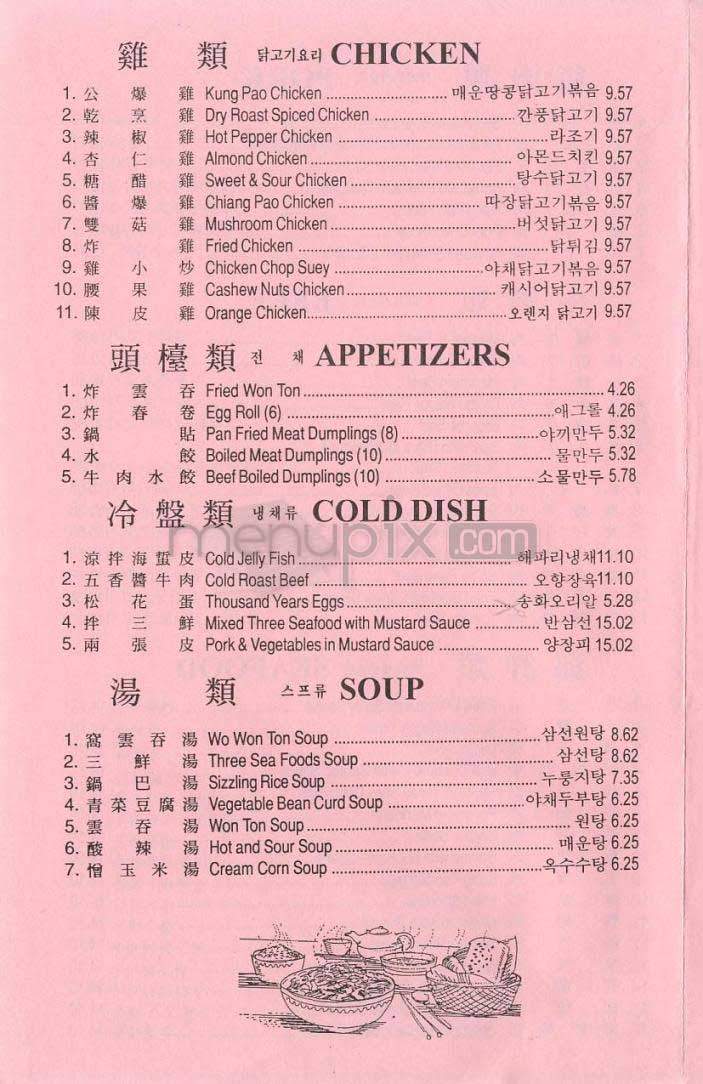 雞 類 닭고기요리 CHICKEN
1. 公 爆 雞 Kung Pao Chicken 매운땅콩닭고기볶음 9.57
2. 乾 烹 雞 Dry Roast Spiced Chicken 깐풍닭고기 9.57
3. 辣 椒 雞 Hot Pepper Chicken 라조기 9.57
4. 杏 仁 雞 Almond Chicken 아몬드치킨 9.57
5. 糖 醋 雞 Sweet & Sour Chicken 탕수닭고기 9.57
6. 醬 爆 雞 Chiang Pao Chicken 따장닭고기볶음 9.57
7. 雙 菇 雞 Mushroom Chicken 버섯닭고기 9.57
8. 炸 雞 Fried Chicken 닭튀김 9.57
9. 雞 小 炒 Chicken Chop Suey 야채닭고기볶음 9.57
10. 腰 果 雞 Cashew Nuts Chicken 캐시어닭고기 9.57
11. 陳 皮 雞 Orange Chicken 오렌지 닭고기 9.57
頭 檯 類 전 채 APPETIZERS
1. 炸 雲 吞 Fried Won Ton 4.26
2. 炸 春 卷 Egg Roll (6) 애그롤 4.26
3. 鍋 貼 Pan Fried Meat Dumplings (8) 야끼만두 5.32
4. 水 餃 Boiled Meat Dumplings (10) 물만두 5.32
5. 牛 肉 水 餃 Beef Boiled Dumplings (10) 소물만두 5.78
冷 盤 類 냉채류 COLD DISH
menupix.com
1. 涼 拌 海 蜇 皮 Cold Jelly Fish 해파리냉채 11.10
2. 五 香 醬 牛 肉 Cold Roast Beef 오향장육 11.10
3. 松 花 蛋 Thousand Years Eggs 송화오리알 5.28
4. 拌 三 鮮 Mixed Three Seafood with Mustard Sauce 반삼선 15.02
5. 兩 張 皮 Pork & Vegetables in Mustard Sauce 양장피 15.02
湯 類 스프류 SOUP
1. 窩 雲 吞 湯 Wo Won Ton Soup 삼선원탕 8.62
2. 三 鮮 湯 Three Sea Foods Soup 삼선탕 8.62
3. 鍋 巴 湯 Sizzling Rice Soup 누룽지탕 7.35
4. 青 菜 豆 腐 湯 Vegetable Bean Curd Soup 야채두부탕 6.25
5. 雲 吞 湯 Won Ton Soup 원탕 6.25
6. 酸 辣 湯 Hot and Sour Soup 매운탕 6.25
7. 憎 玉 米 湯 Cream Corn Soup 옥수수탕 6.25